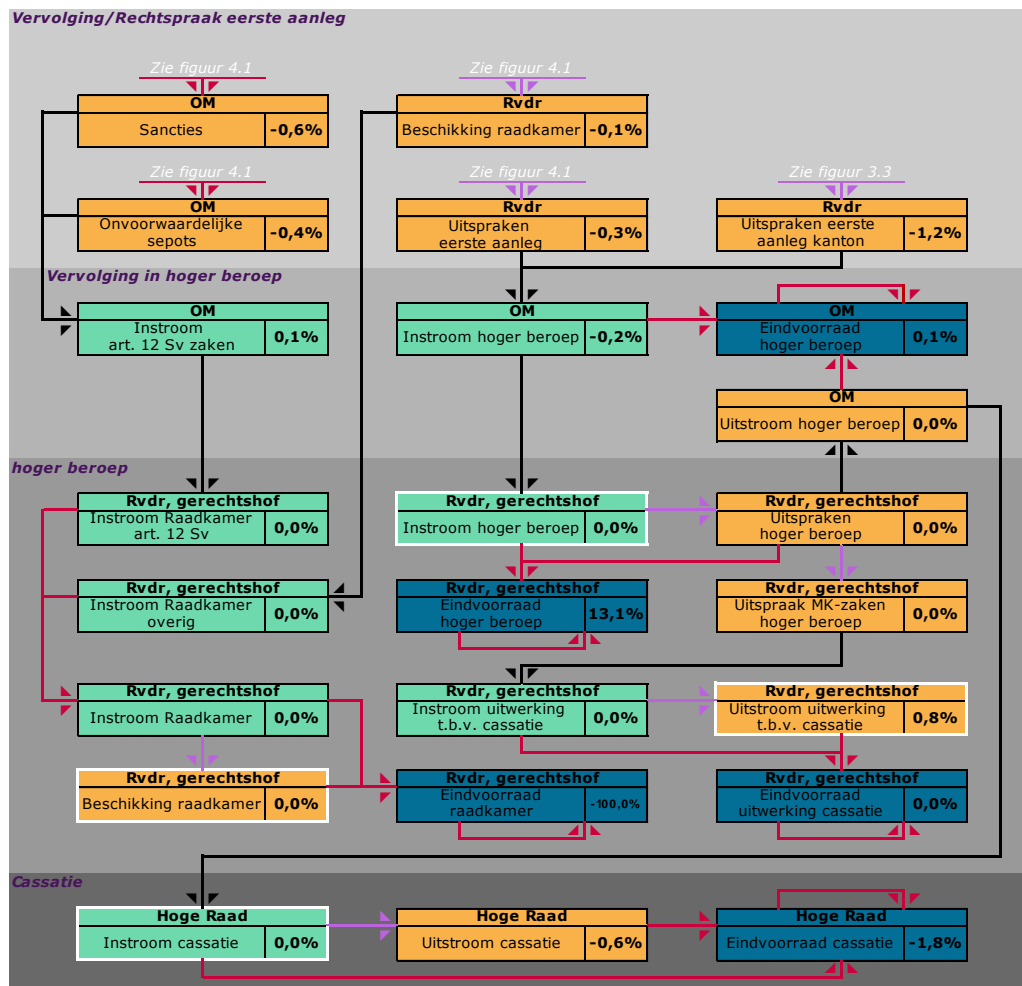 Vervolging/Rechtspraak eerste aanleg
Zie figuur 4.1
Zie figuur 4.1
OM
Sancties
-0,6%
Rvdr
Beschikking raadkamer
-0,1%
Zie figuur 4.1
Zie figuur 4.1
Zie figuur 3.3
OM
Onvoorwaardelijke
sepots
-0,4%
Rvdr
Uitspraken
eerste aanleg
-0,3%
Rvdr
Uitspraken eerste
aanleg kanton
-1,2%
Vervolging in hoger beroep
OM
Instroom
art. 12 Sv zaken
0,1%
OM
Instroom hoger beroep
-0,2%
OM
Eindvoorraad
hoger beroep
0,1%
OM
Uitstroom hoger beroep
0,0%
hoger beroep
Rvdr, gerechtshof
Instroom Raadkamer
art. 12 Sv
0,0%
Rvdr, gerechtshof
Instroom hoger beroep
0,0%
Rvdr, gerechtshof
Uitspraken
hoger beroep
0,0%
Rvdr, gerechtshof
Instroom Raadkamer
overig
0,0%
Rvdr, gerechtshof
Eindvoorraad
hoger beroep
13,1%
Rvdr, gerechtshof
Uitspraak MK-zaken
hoger beroep
0,0%
Rvdr, gerechtshof
Instroom Raadkamer
0,0%
Rvdr, gerechtshof
Instroom uitwerking
t.b.v. cassatie
0,0%
Rvdr, gerechtshof
Uitstroom uitwerking
t.b.v. cassatie
0,8%
Rvdr, gerechtshof
Beschikking raadkamer
0,0%
Rvdr, gerechtshof
Eindvoorraad
raadkamer
-100,0%
Rvdr, gerechtshof
Eindvoorraad
uitwerking cassatie
0,0%
Cassatie
Hoge Raad
Instroom cassatie
0,0%
Hoge Raad
Uitstroom cassatie
-0,6%
Hoge Raad
Eindvoorraad cassatie
-1,8%